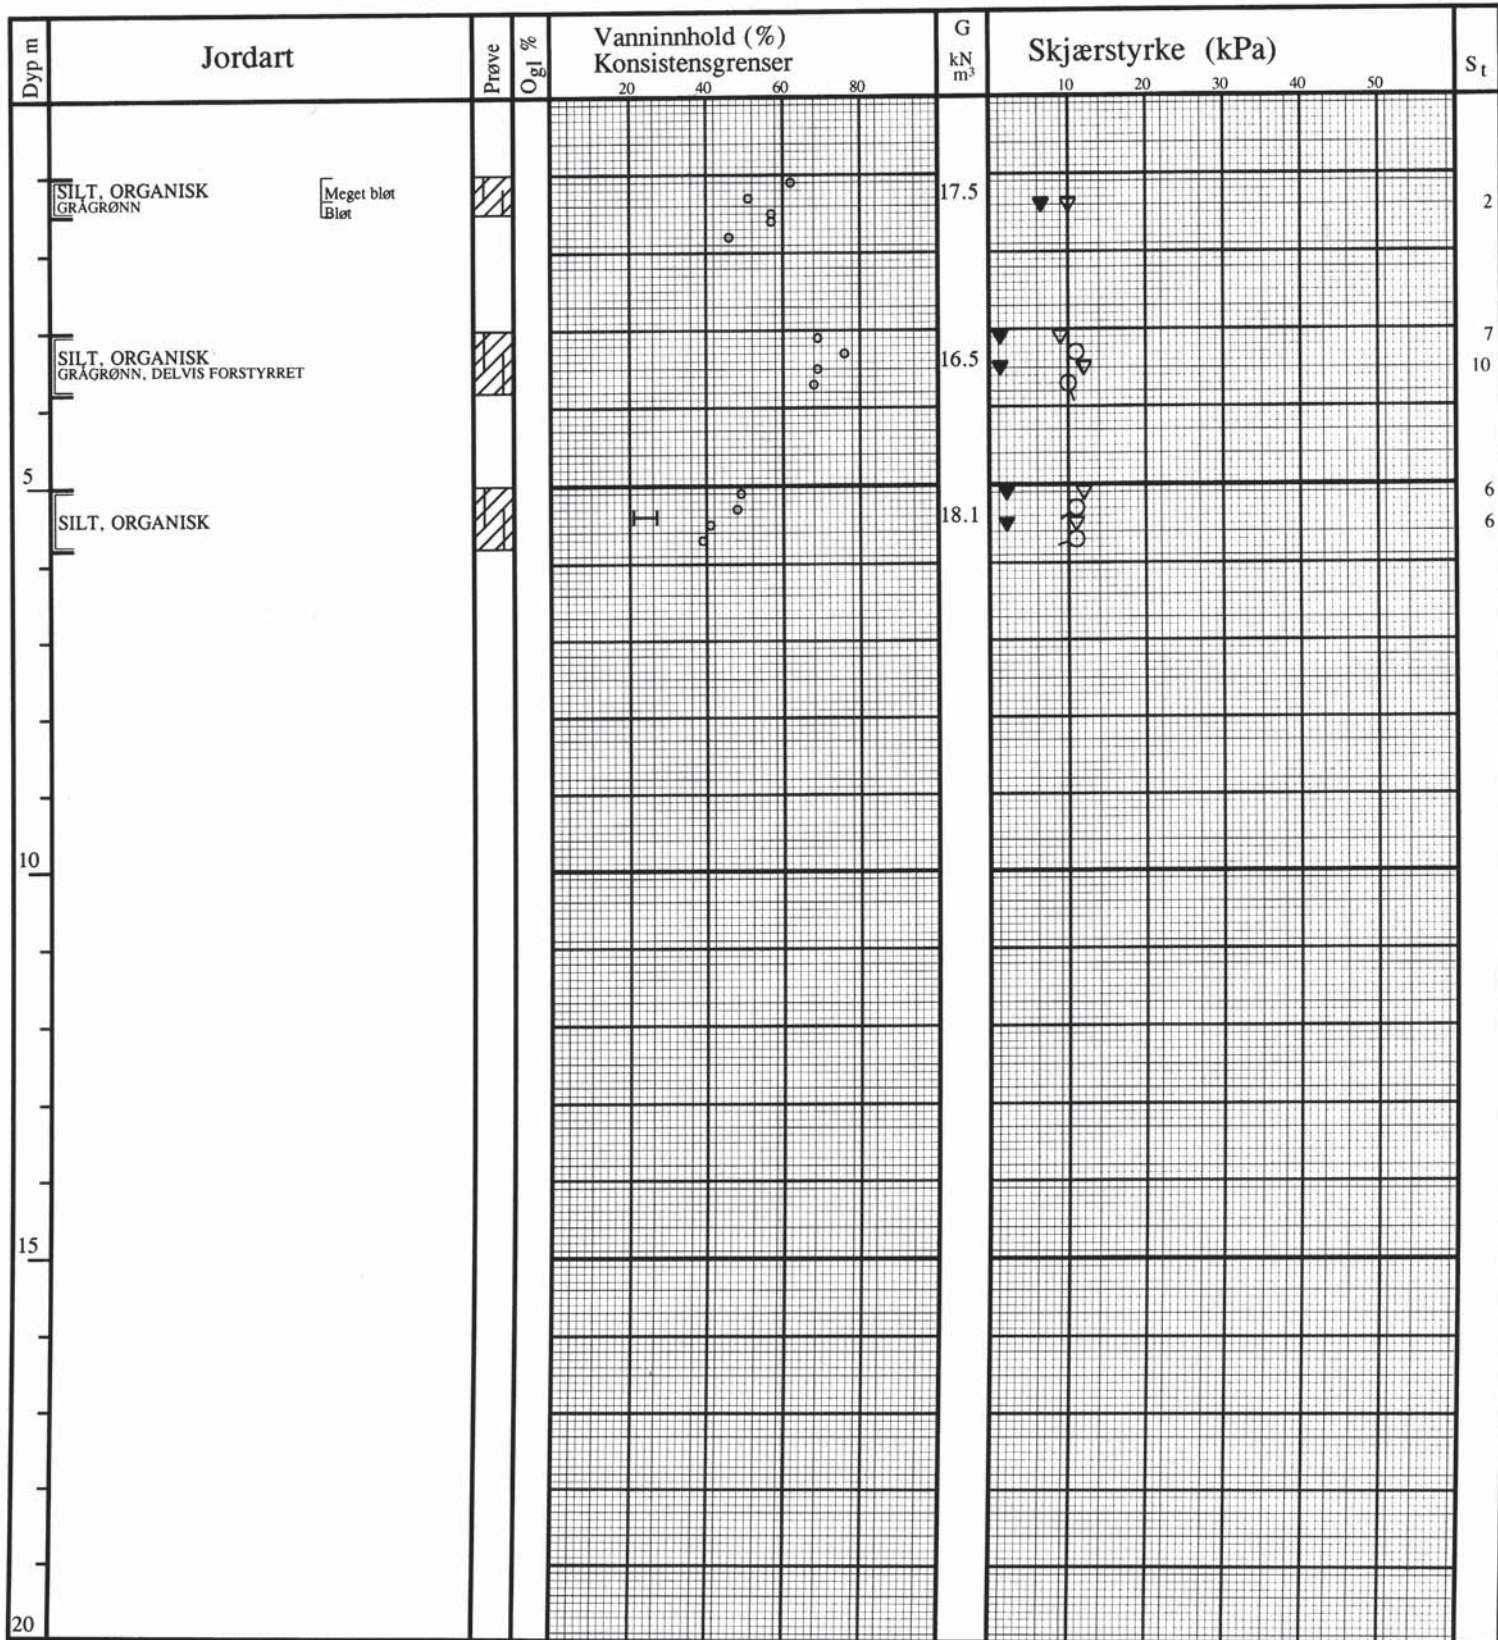 Dyp m
Jordart
Prøve
Ogl %
Vanninnhold (%)
Konsistensgrenser
20 40 60 80
G
kN
m³
Skjærstyrke (kPa)
10 20 30 40 50
St
SILT, ORGANISK
GRÅGRØNN
Meget bløt
Bløt
17.5
2
SILT, ORGANISK
GRÅGRØNN, DELVIS FORSTYRRET
16.5
7
10
5
SILT, ORGANISK
18.1
6
6
10
15
20